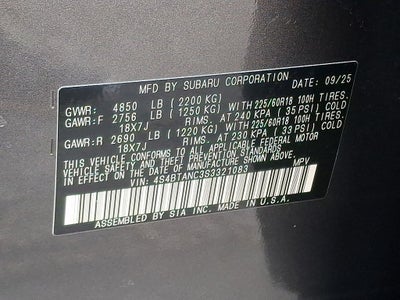 MFD BY SUBARU CORPORATION DATE: 09/25
GVWR: 4850 LB (2200 KG)
GAWR:F 2756 LB (1250 KG) WITH 225/60R18 100H TIRES.
18X7J RIMS. AT 240 KPA ( 35 PSI) COLD
GAWR:R 2690 LB (1220 KG) WITH 225/60R18 100H TIRES.
18X7J RIMS. AT 230 KPA ( 33 PSI) COLD
THIS VEHICLE CONFORMS TO ALL APPLICABLE FEDERAL MOTOR
VEHICLE SAFETY AND THEFT PREVENTION STANDARDS
IN EFFECT ON THE DATE OF MANUFACTURE SHOWN ABOVE.
VIN: 4S4BTANC3S3321083 MPV
ASSEMBLED BY SIA INC. MADE IN U.S.A.